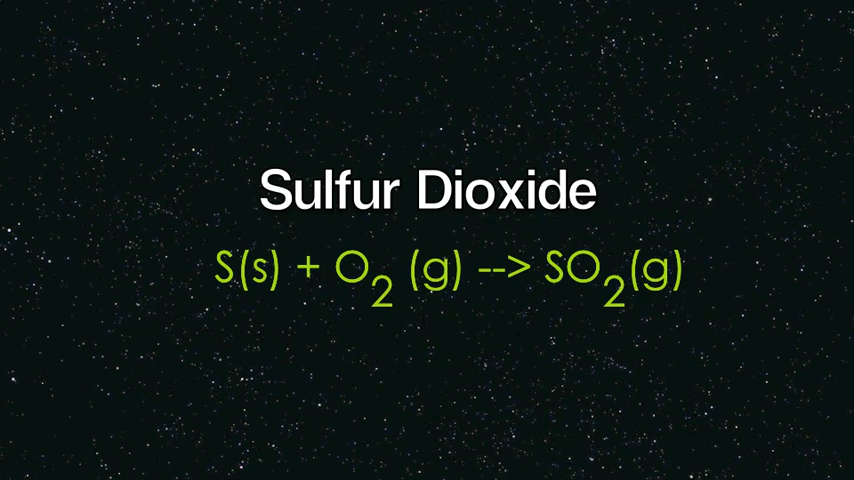 Sulfur Dioxide
S(s) + O₂ (g) --> SO₂(g)